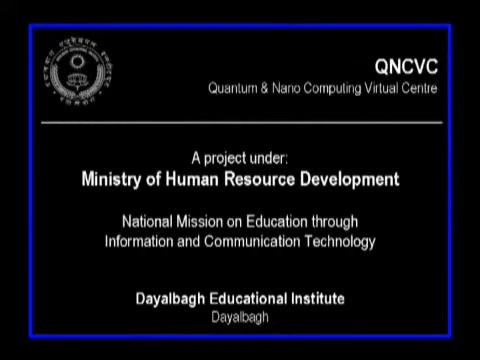 QNCVC
Quantum & Nano Computing Virtual Centre
A project under:
Ministry of Human Resource Development
National Mission on Education through
Information and Communication Technology
Dayalbagh Educational Institute
Dayalbagh